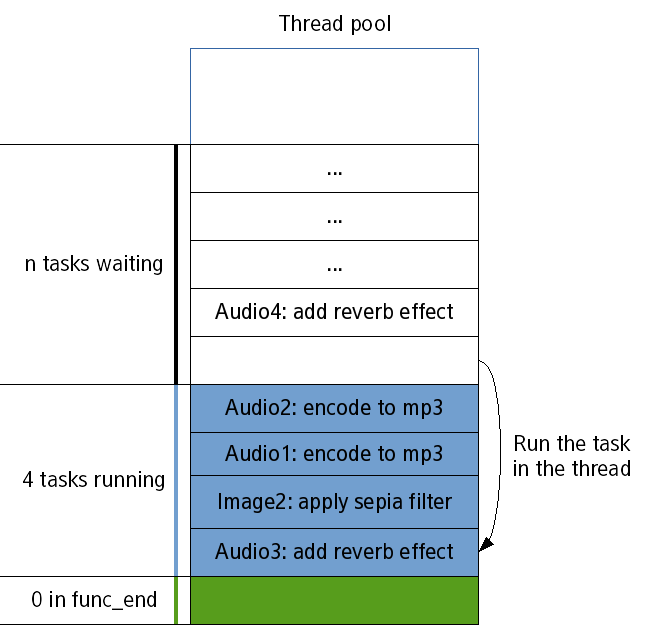 Thread pool
...
...
n tasks waiting
...
Audio4: add reverb effect
Audio2: encode to mp3
Audio1: encode to mp3
4 tasks running
Image2: apply sepia filter
Audio3: add reverb effect
Run the task
in the thread
0 in func_end